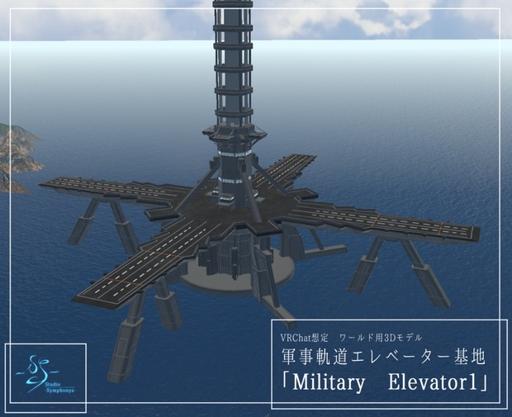 VRChat想定　ワールド用3Dモデル
軍事軌道エレベーター基地
「Military　Elevator1」
Studio
Symphonya